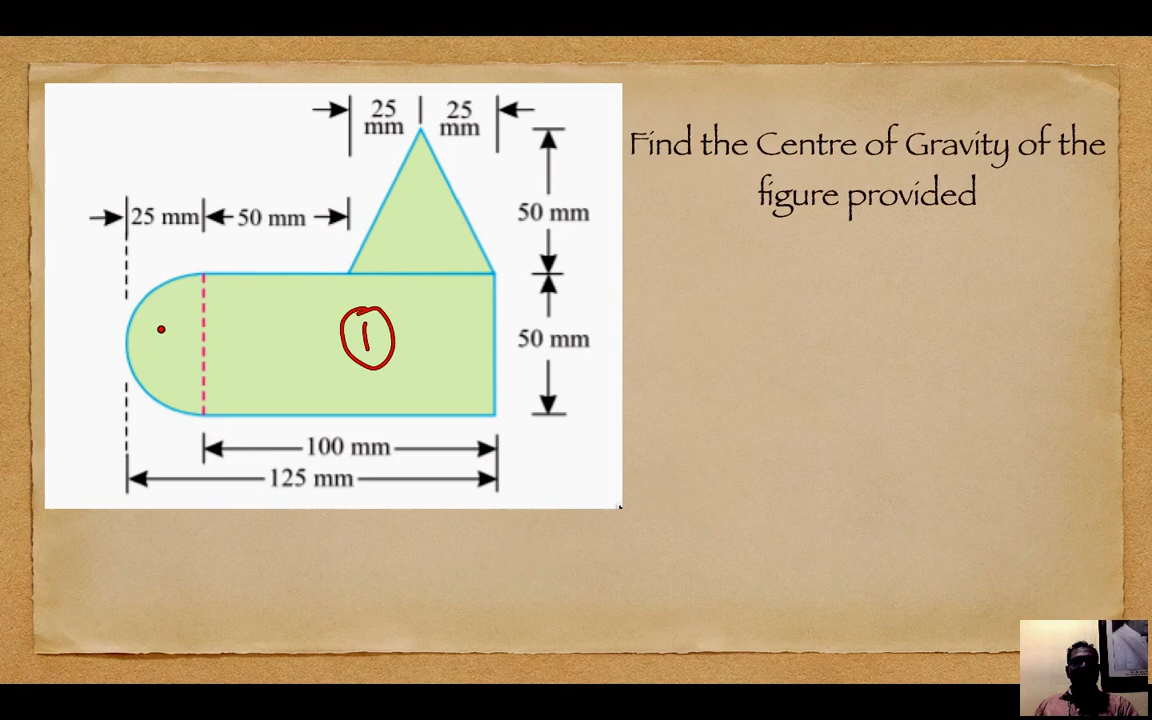 25
mm
25
mm
Find the Centre of Gravity of the
figure provided
25 mm
50 mm
50 mm
1
50 mm
100 mm
125 mm